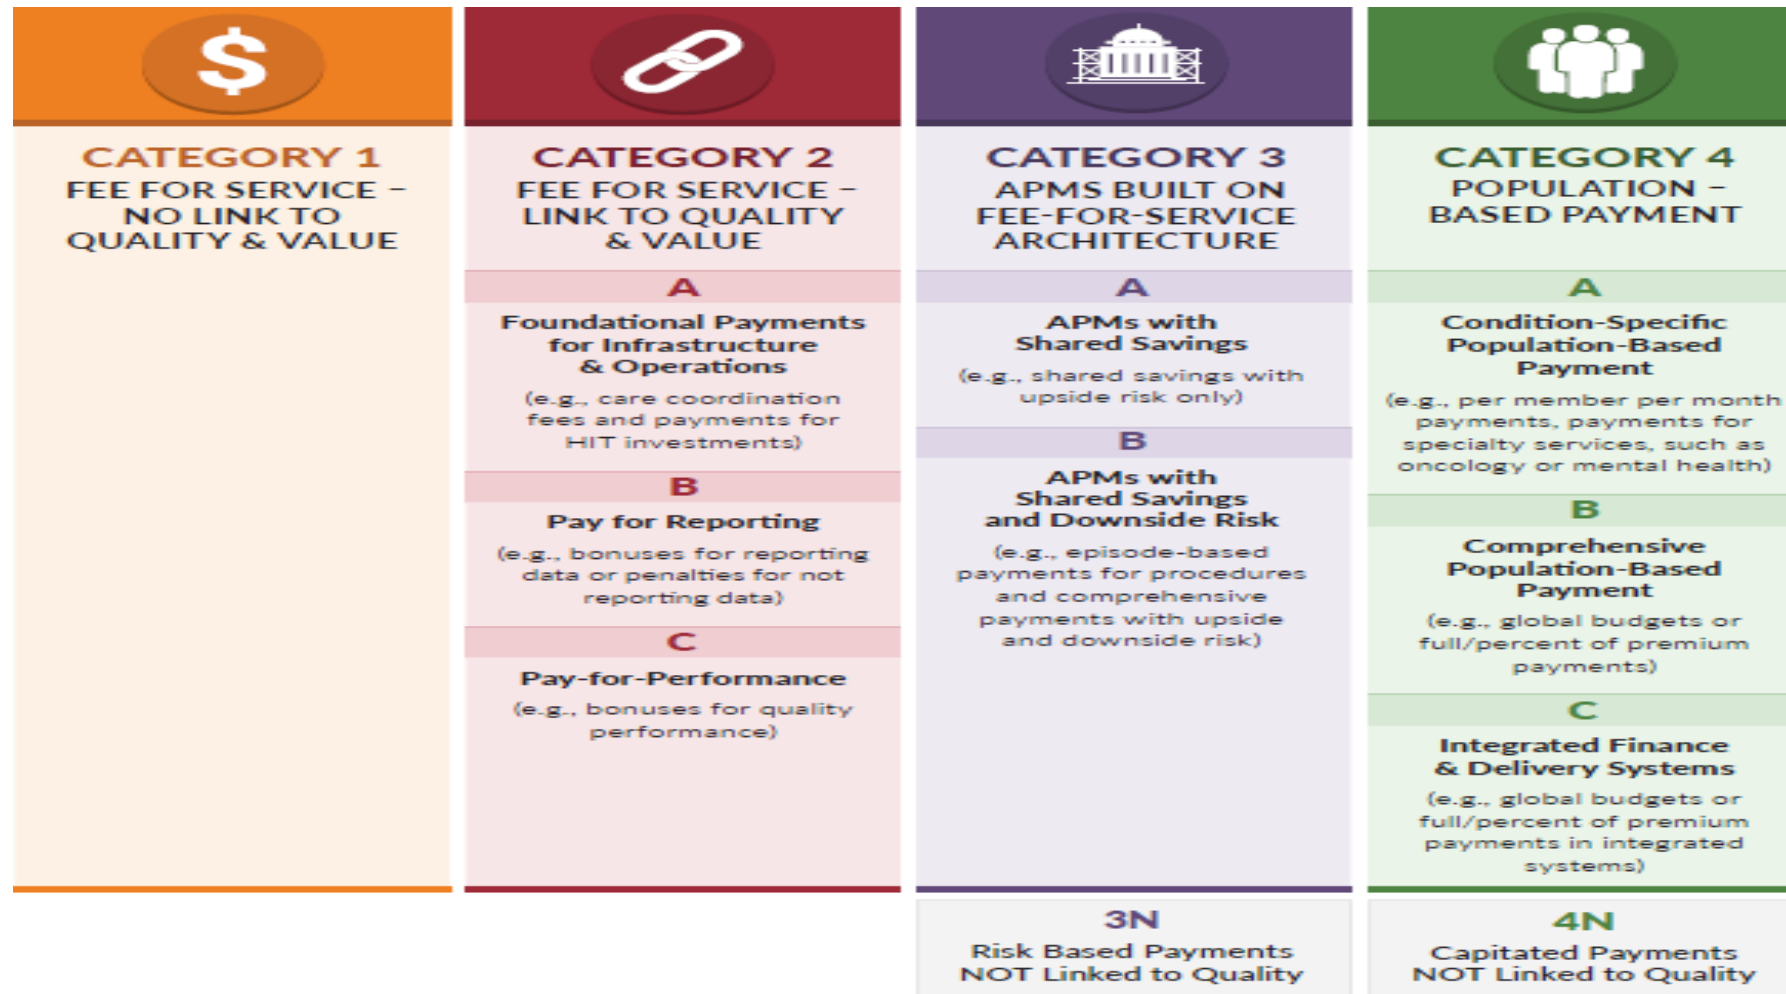 $
CATEGORY 1
FEE FOR SERVICE –
NO LINK TO
QUALITY & VALUE
CATEGORY 2
FEE FOR SERVICE –
LINK TO QUALITY
& VALUE
A
Foundational Payments
for Infrastructure
& Operations
(e.g., care coordination
fees and payments for
HIT investments)
B
Pay for Reporting
(e.g., bonuses for reporting
data or penalties for not
reporting data)
C
Pay-for-Performance
(e.g., bonuses for quality
performance)
CATEGORY 3
APMS BUILT ON
FEE-FOR-SERVICE
ARCHITECTURE
A
APMs with
Shared Savings
(e.g., shared savings with
upside risk only)
B
APMs with
Shared Savings
and Downside Risk
(e.g., episode-based
payments for procedures
and comprehensive
payments with upside
and downside risk)
3N
Risk Based Payments
NOT Linked to Quality
CATEGORY 4
POPULATION –
BASED PAYMENT
A
Condition-Specific
Population-Based
Payment
(e.g., per member per month
payments, payments for
specialty services, such as
oncology or mental health)
B
Comprehensive
Population-Based
Payment
(e.g., global budgets or
full/percent of premium
payments)
C
Integrated Finance
& Delivery Systems
(e.g., global budgets or
full/percent of premium
payments in integrated
systems)
4N
Capitated Payments
NOT Linked to Quality